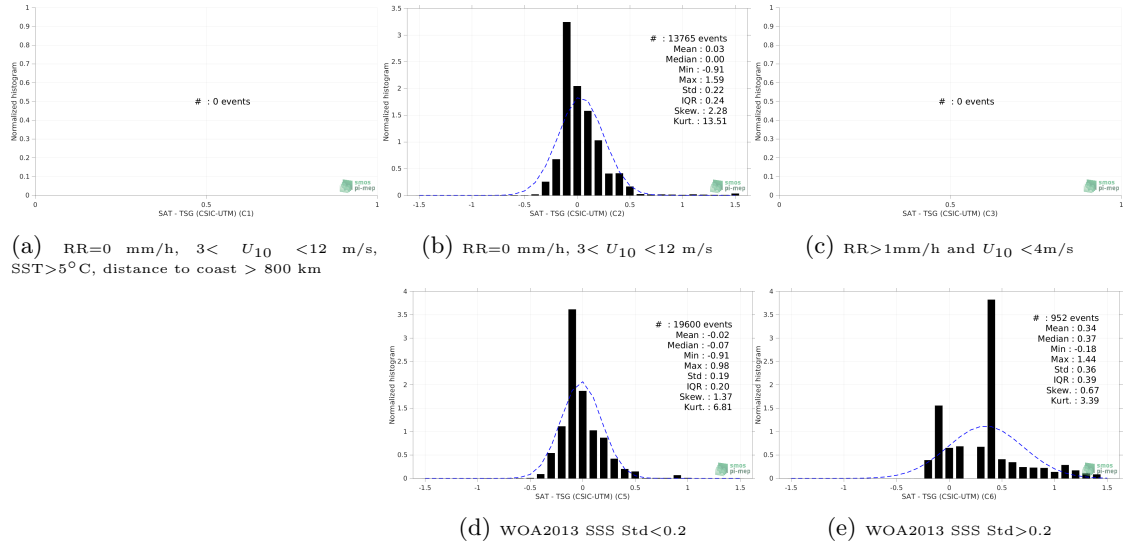 1
0.9
0.8
0.7
0.6
0.5
0.4
0.3
0.2
0.1
0
Normalized histogram
# : 0 events
smos
pi-mep
0 0.5 1
SAT - TSG (CSIC-UTM) (C1)
3.5
3
2.5
2
1.5
1
0.5
0
Normalized histogram
# : 13765 events
Mean : 0.03
Median : 0.00
Min : -0.91
Max : 1.59
Std : 0.22
IQR : 0.24
Skew. : 2.28
Kurt. : 13.51
smos
pi-mep
-1.5 -1 -0.5 0 0.5 1 1.5
SAT - TSG (CSIC-UTM) (C2)
1
0.9
0.8
0.7
0.6
0.5
0.4
0.3
0.2
0.1
0
Normalized histogram
# : 0 events
smos
pi-mep
0 0.5 1
SAT - TSG (CSIC-UTM) (C3)
(a) RR=0 mm/h, 3< U10 <12 m/s,
SST>5°C, distance to coast > 800 km
(b) RR=0 mm/h, 3< U10 <12 m/s
(c) RR>1mm/h and U10 <4m/s
4
3.5
3
2.5
2
1.5
1
0.5
0
Normalized histogram
# : 19600 events
Mean : -0.02
Median : -0.07
Min : -0.91
Max : 0.98
Std : 0.19
IQR : 0.20
Skew. : 1.37
Kurt. : 6.81
smos
pi-mep
-1.5 -1 -0.5 0 0.5 1 1.5
SAT - TSG (CSIC-UTM) (C5)
4
3.5
3
2.5
2
1.5
1
0.5
0
Normalized histogram
# : 952 events
Mean : 0.34
Median : 0.37
Min : -0.18
Max : 1.44
Std : 0.36
IQR : 0.39
Skew. : 0.67
Kurt. : 3.39
smos
pi-mep
-1.5 -1 -0.5 0 0.5 1 1.5
SAT - TSG (CSIC-UTM) (C6)
(d) WOA2013 SSS Std<0.2
(e) WOA2013 SSS Std>0.2